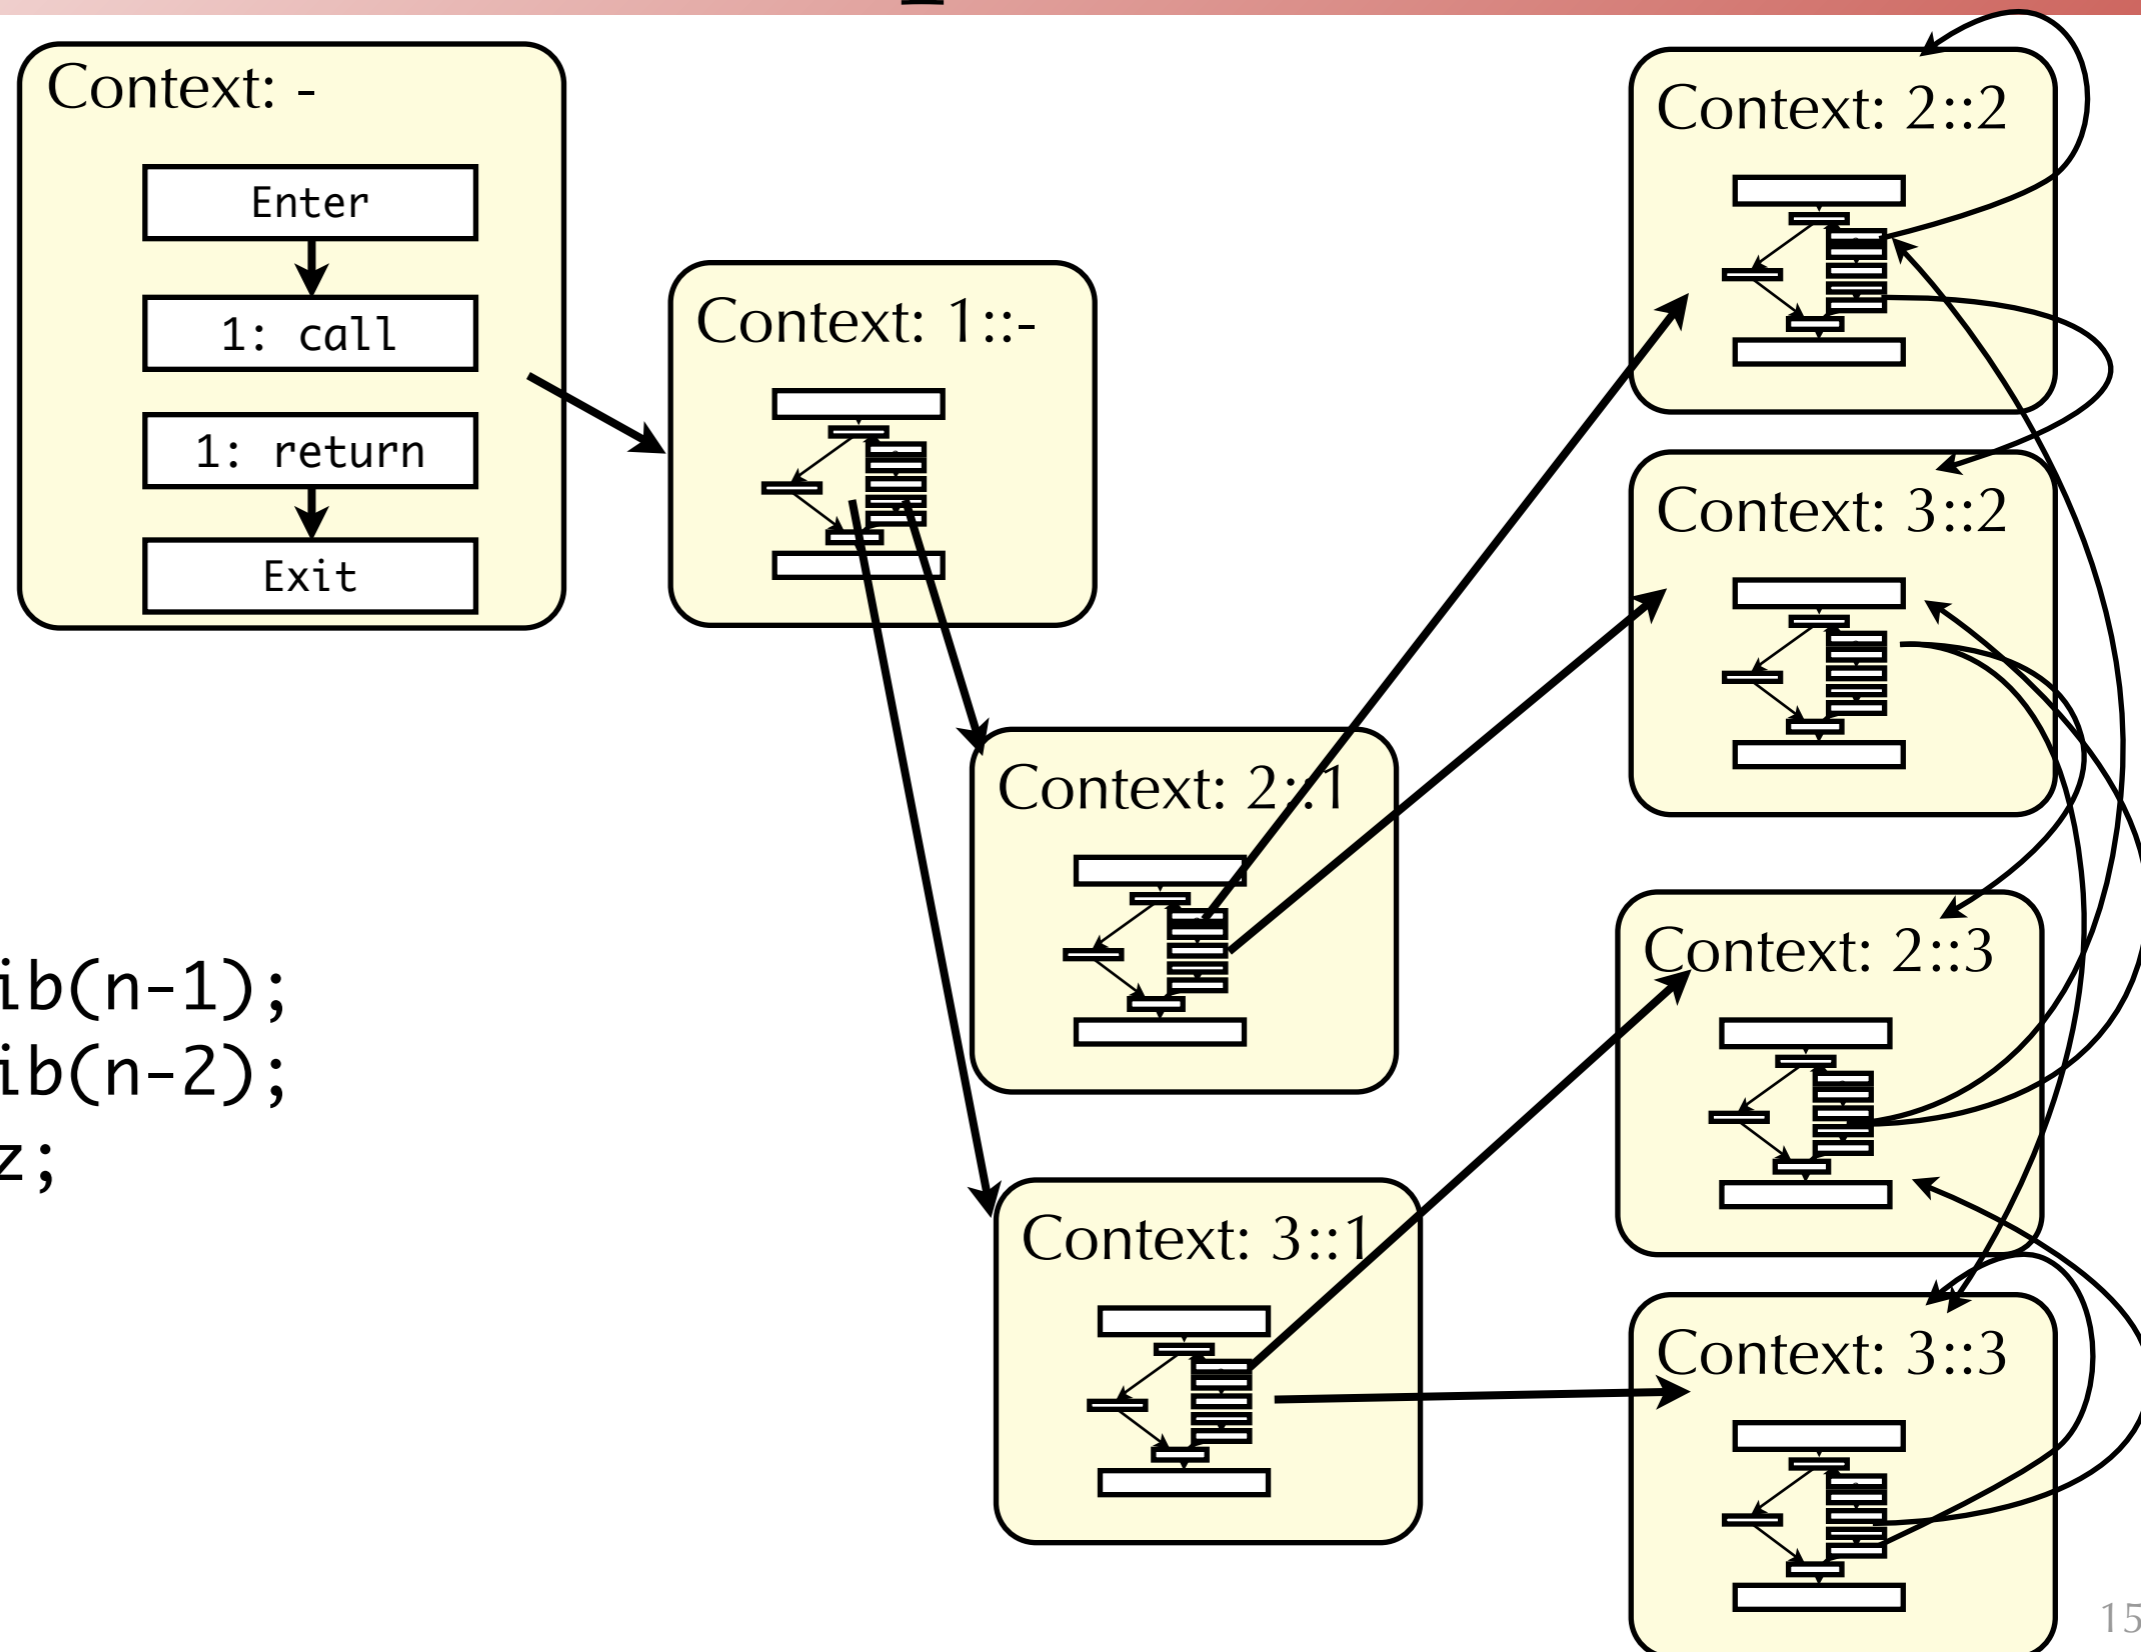 Context: -
Enter
1: call
1: return
Exit
Context: 1::-
Context: 2::1
Context: 3::1
Context: 2::2
Context: 3::2
Context: 2::3
Context: 3::3
ib(n-1);
ib(n-2);
z;
15